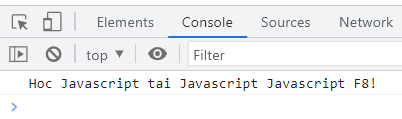 Elements Console Sources Network
top ▼ Filter
Hoc Javascript tai Javascript Javascript F8!
>